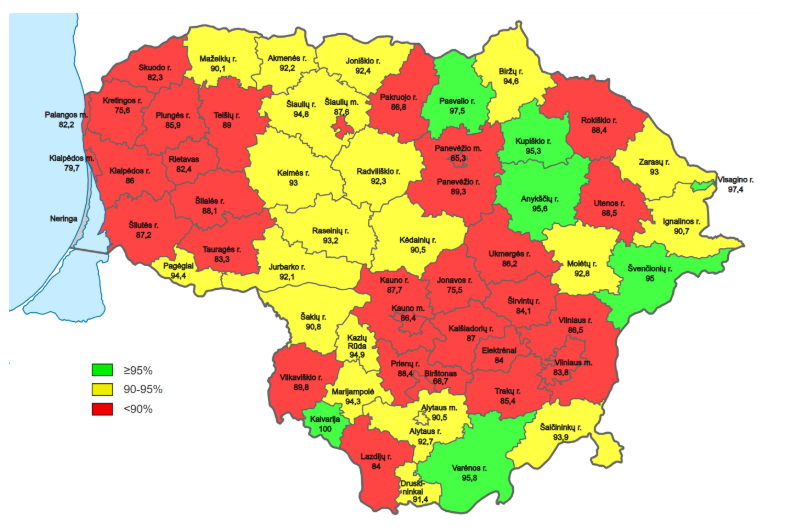 Skuodo r.
82,3
Mažeikių r.
90,1
Akmenės r.
92,2
Joniškio r.
92,4
Biržų r.
94,6
Kretingos r.
75,6
Plungės r.
85,9
Telšių r.
89
Šiaulių r.
94,8
Šiaulių m.
87,6
Pakruojo r.
86,8
Pasvalio r.
97,5
Rokiškio r.
88,4
Palangos m.
82,2
Kupiškio r.
95,3
Panevėžio m.
85,3
Klaipėdos m.
79,7
Klaipėdos r.
86
Rietavas
82,4
Kelmės r.
93
Radviliškio r.
92,3
Panevėžio r.
89,3
Zarasų r.
93
Visagino r.
97,4
Anykščių r.
95,6
Utenos r.
88,5
Ignalinos r.
90,7
Neringa
Šilutės r.
87,2
Šilalės r.
88,1
Tauragės r.
83,3
Raseinių r.
93,2
Kėdainių r.
90,5
Ukmergės r.
86,2
Molėtų r.
92,8
Švenčionių r.
95
Pagėgiai
94,4
Jurbarko r.
92,1
Kauno r.
87,7
Jonavos r.
75,5
Širvintų r.
84,1
Kauno m.
86,4
Šakių r.
90,8
Kaišiadorių r.
87
Vilniaus r.
86,5
Kazlų
Rūda
94,9
Elektrėnai
84
Vilniaus m.
83,8
Vilkaviškio r.
89,8
Prienų r.
88,4
Birštonas
66,7
Trakų r.
85,4
Marijampolė
94,3
Alytaus m.
90,5
Kalvarija
100
Alytaus r.
92,7
Šalčininkų r.
93,9
Lazdijų r.
84
Varėnos r.
95,8
Druski-
ninkai
91,4
≥95%
90-95%
<90%